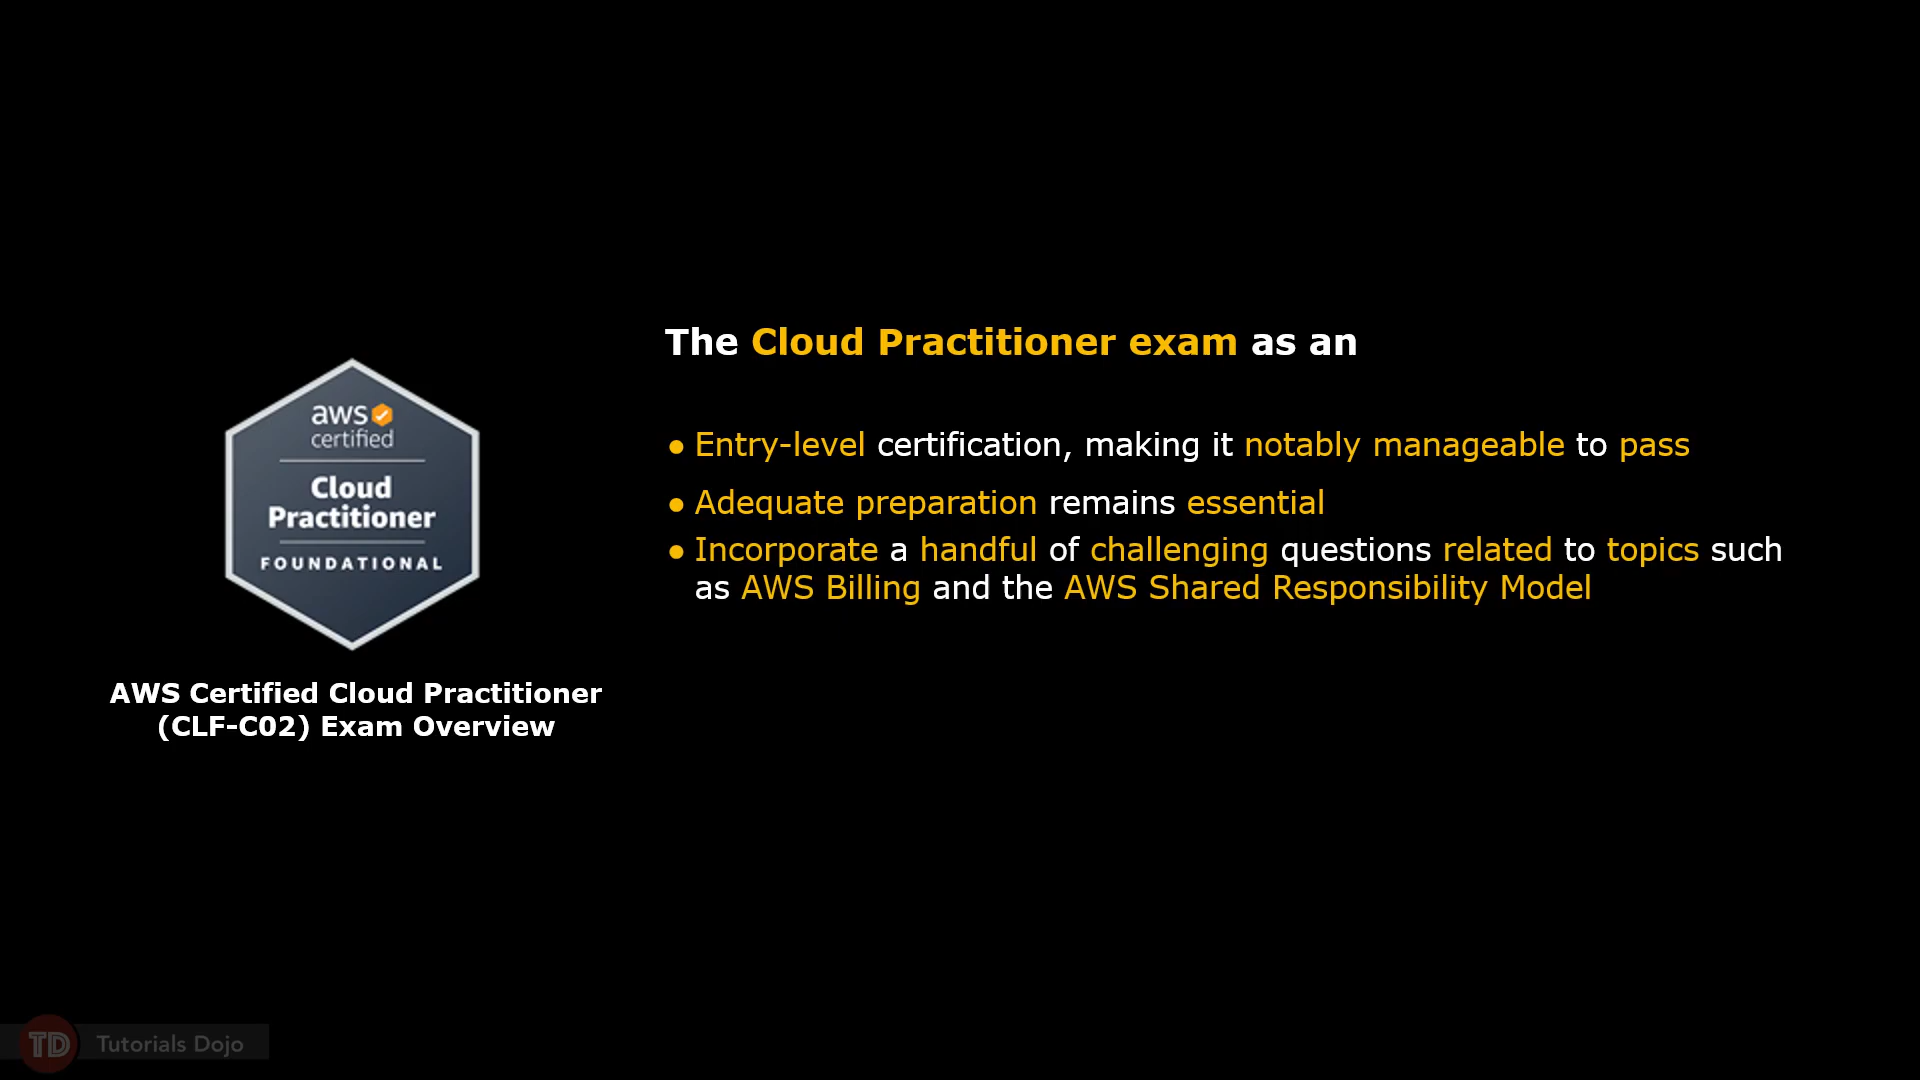 The Cloud Practitioner exam as an
● Entry-level certification, making it notably manageable to pass
● Adequate preparation remains essential
● Incorporate a handful of challenging questions related to topics such
as AWS Billing and the AWS Shared Responsibility Model
aws
certified
Cloud
Practitioner
FOUNDATIONAL
AWS Certified Cloud Practitioner
(CLF-C02) Exam Overview
TD Tutorials Dojo